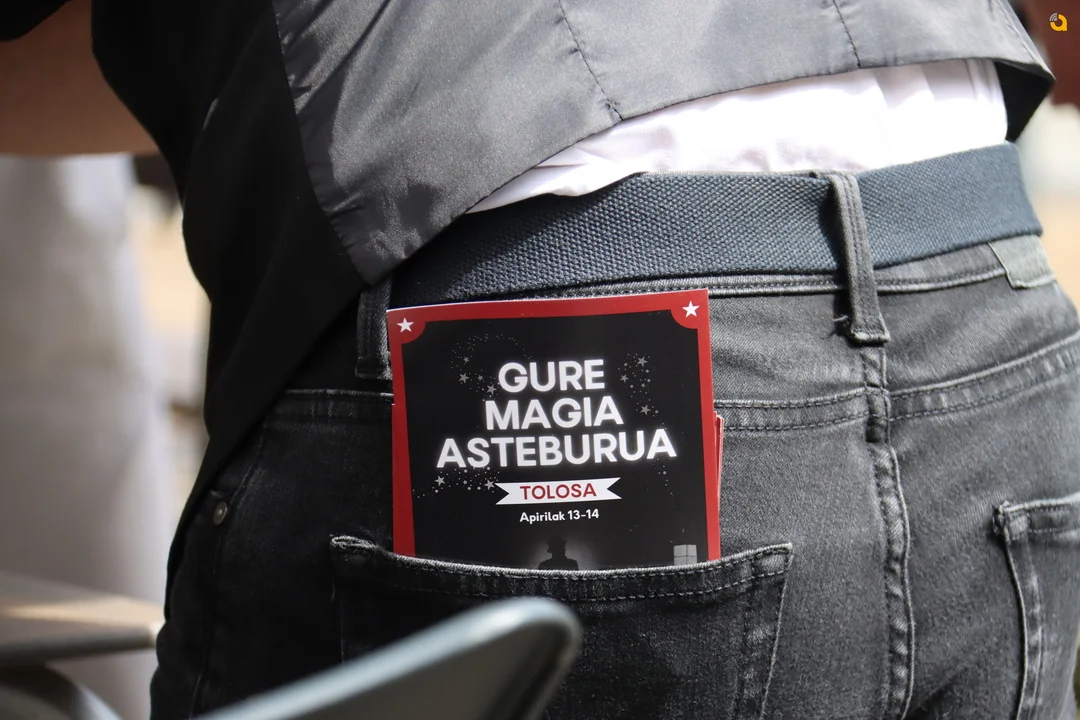 GURE
MAGIA
ASTEBURUA
TOLOSA
Apirilak 13-14